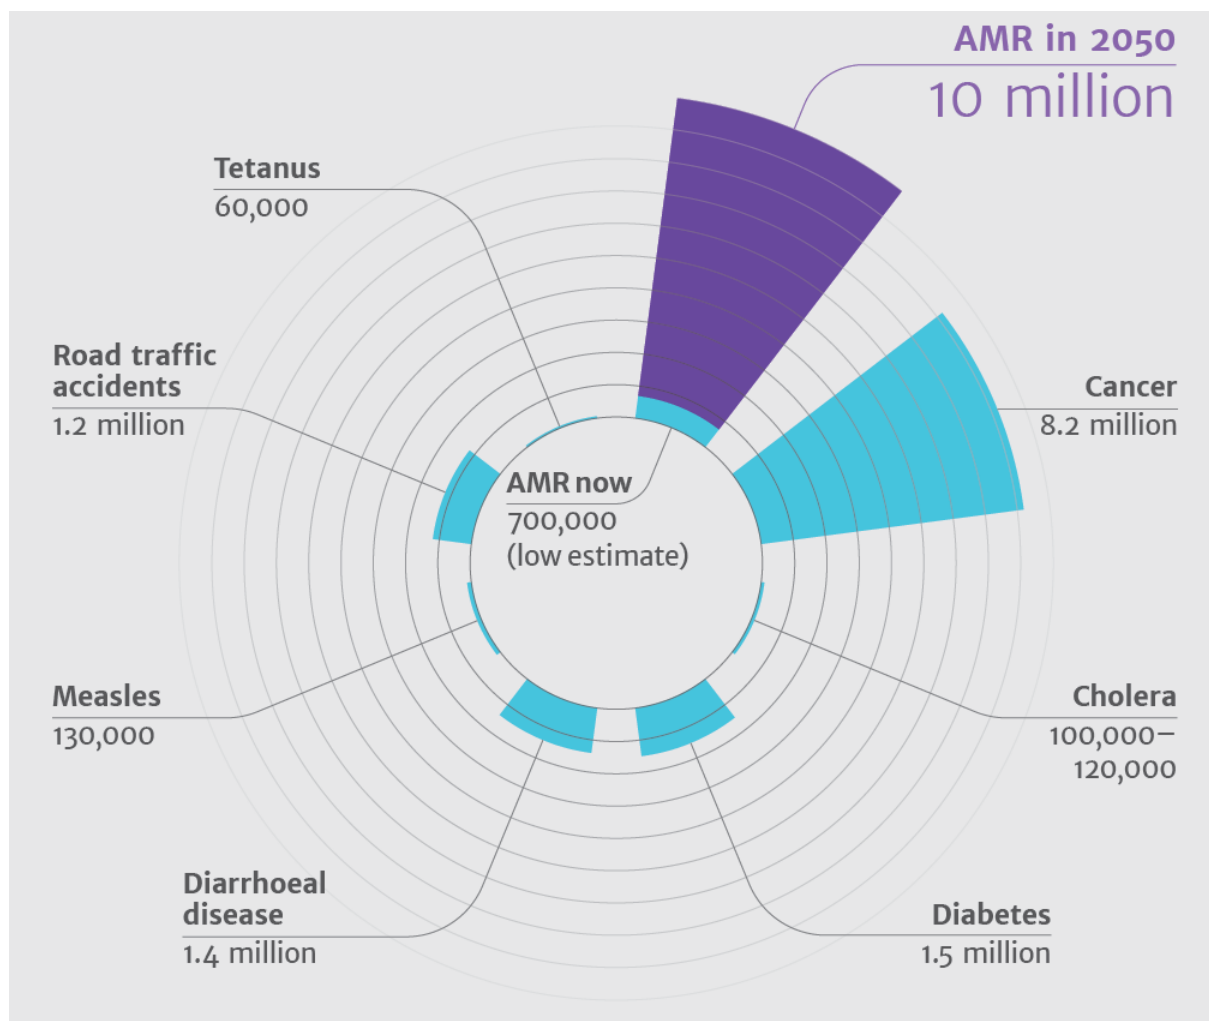 AMR in 2050
10 million
Tetanus
60,000
Road traffic
accidents
1.2 million
Cancer
8.2 million
AMR now
700,000
(low estimate)
Measles
130,000
Cholera
100,000–
120,000
Diarrhoeal
disease
1.4 million
Diabetes
1.5 million